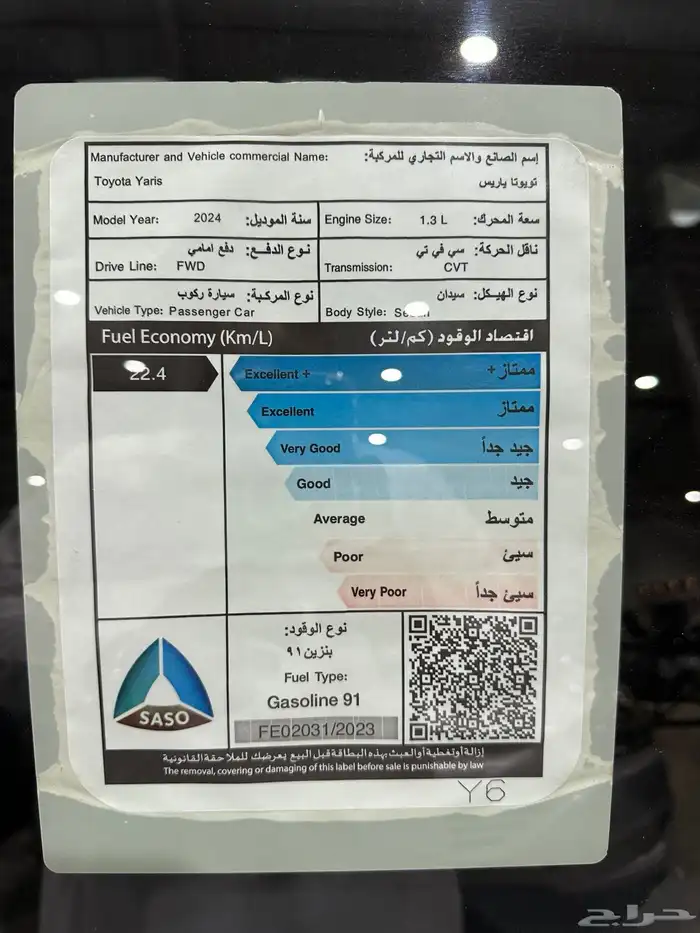 Manufacturer and Vehicle commercial Name: إسم الصانع والاسم التجاري للمركبة:
Toyota Yaris تويوتا ياريس
Model Year: 2024 سنة الموديل:
Engine Size: 1.3 L سعة المحرك:
نوع الدفع: دفع امامي
Drive Line: FWD
ناقل الحركة: سي في تي
Transmission: CVT
نوع المركبة: سيارة ركوب
Vehicle Type: Passenger Car
نوع الهيكل: سيدان
Body Style:
Fuel Economy (Km/L) اقتصاد الوقود (كم/لتر)
22.4
Excellent + ممتاز+
Excellent ممتاز
Very Good جيد جداً
Good جيد
Average متوسط
Poor سيئ
Very Poor سيئ جداً
SASO
نوع الوقود:
بنزين ٩١
Fuel Type:
Gasoline 91
FE02031/2023
إزالة أو تغطية أو العبث بهذه البطاقة قبل البيع يعرضك للملاحقة القانونية
The removal, covering or damaging of this label before sale is punishable by law
Y6
حراج